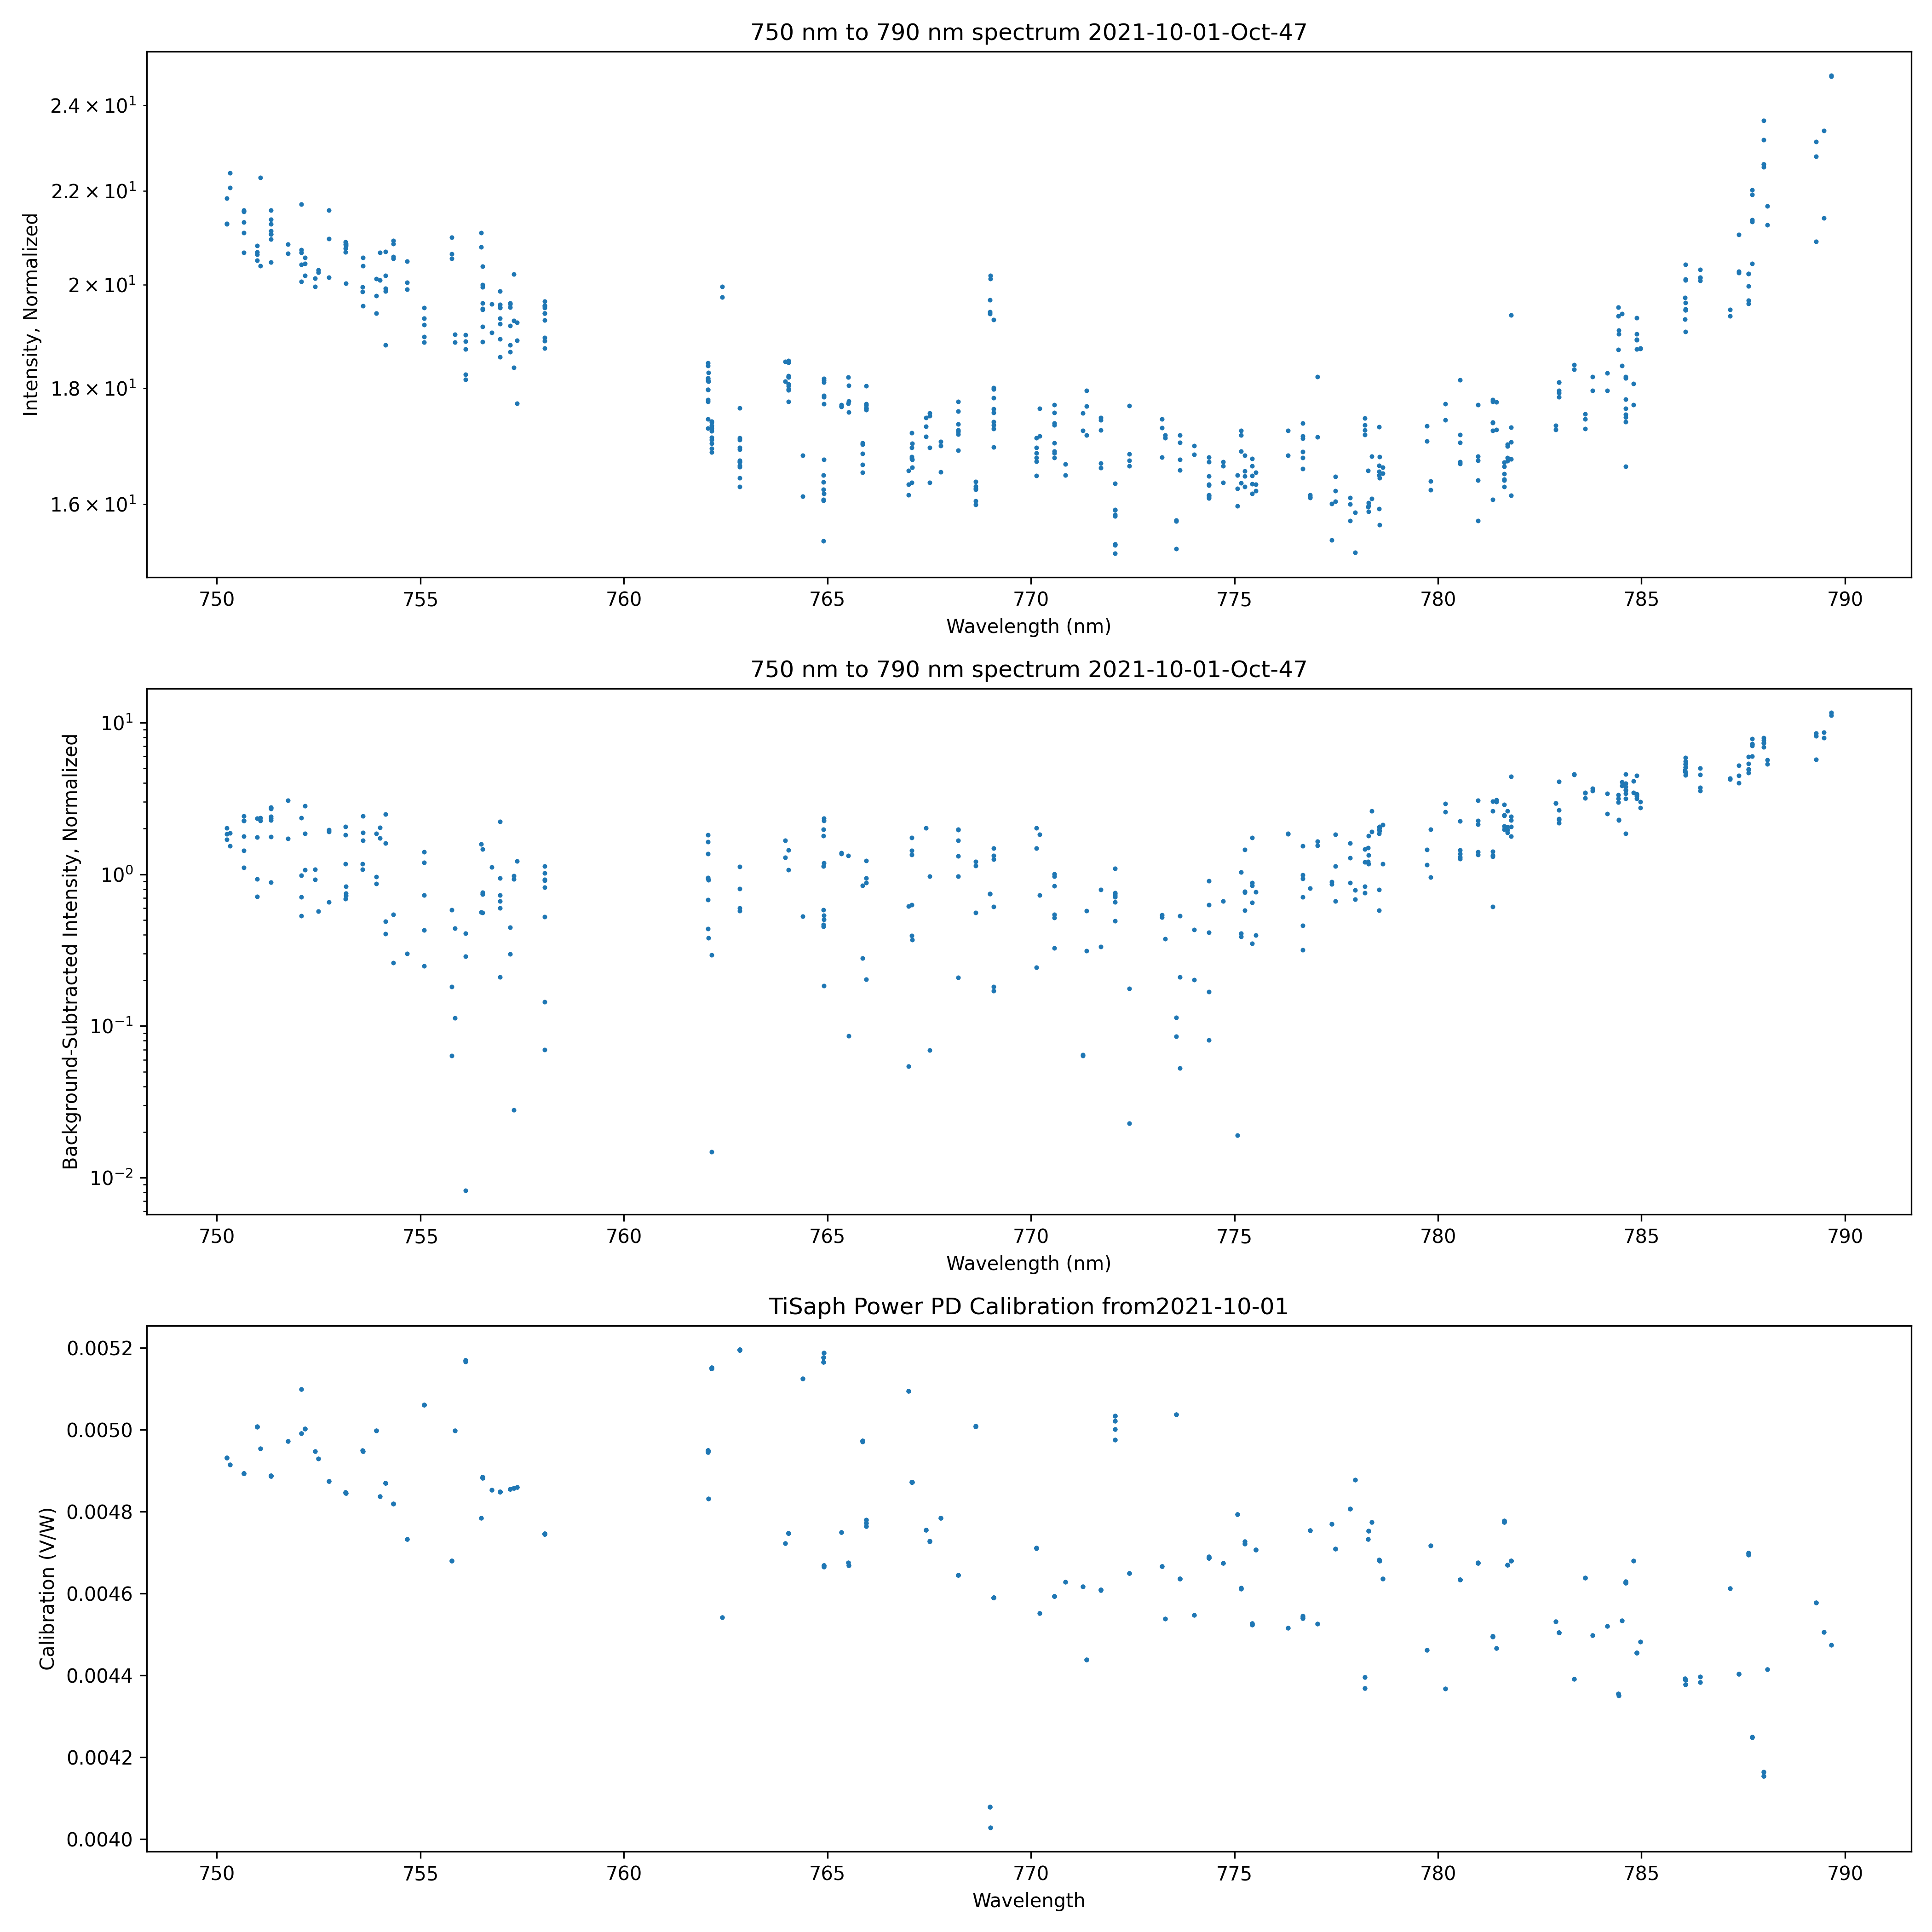 750 nm to 790 nm spectrum 2021-10-01-Oct-47
Intensity, Normalized
2.4 × 10¹
2.2 × 10¹
2 × 10¹
1.8 × 10¹
1.6 × 10¹
750 755 760 765 770 775 780 785 790
Wavelength (nm)
750 nm to 790 nm spectrum 2021-10-01-Oct-47
Background-Subtracted Intensity, Normalized
10¹
10⁰
10⁻¹
10⁻²
750 755 760 765 770 775 780 785 790
Wavelength (nm)
TiSaph Power PD Calibration from2021-10-01
Calibration (V/W)
0.0052
0.0050
0.0048
0.0046
0.0044
0.0042
0.0040
750 755 760 765 770 775 780 785 790
Wavelength